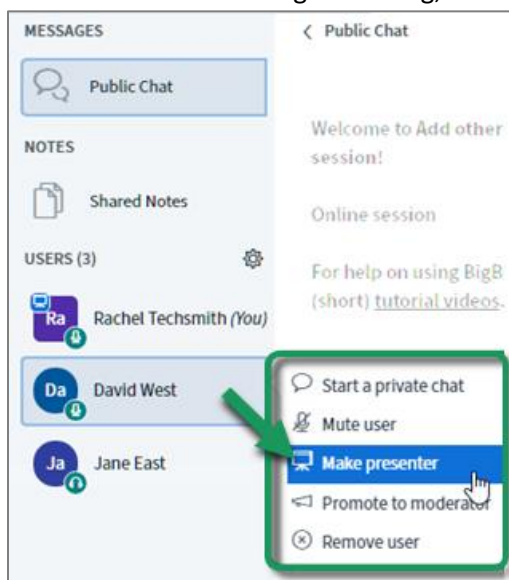 MESSAGES
Public Chat
NOTES
Shared Notes
USERS (3)
Ra
Rachel Techsmith (You)
Da
David West
Ja
Jane East
Public Chat
Welcome to Add other
session!
Online session
For help on using BigB
(short) tutorial videos.
Start a private chat
Mute user
Make presenter
Promote to moderator
Remove user